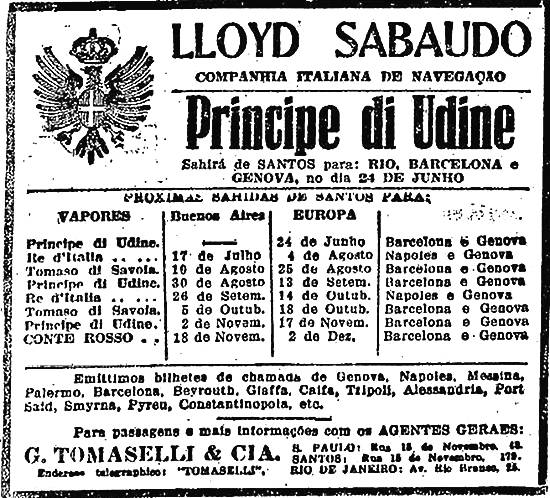 LLOYD SABAUDO
COMPANHIA ITALIANA DE NAVEGAÇAO
Principe di Udine
Sahirá de SANTOS para: RIO, BARCELONA e
GENOVA, no dia 24 DE JUNHO
PROXIMAS SAHIDAS DE SANTOS PARA:
VAPORES Buenos Aires EUROPA
Principe di Udine. —— 24 de Junho Barcelona e Genova
Re d'Italia .. ... 17 de Julho 4 de Agosto Napoles e Genova
Tomaso di Savoia. 10 de Agosto 25 de Agosto Barcelona e Genova
Principe di Udine. 30 de Agosto 13 de Setem. Barcelona e Genova
Re d'Italia .. ... 26 de Setem. 14 de Outub. Napoles e Genova
Tomaso di Savoia. 5 de Outub. 18 de Outub. Barcelona e Genova
Principe di Udine. 2 de Novem. 17 de Novem. Barcelona e Genova
CONTE ROSSO .. 18 de Novem. 2 de Dez. Barcelona e Genova
Emittimos bilhetes de chamada de Genova, Napoles, Messina,
Palermo, Barcelona, Beyrouth, Giaffa, Caifa, Tripoli, Alessandria, Port
Said, Smyrna, Pyreu, Constantinopola, etc.
Para passagens e mais informações com os AGENTES GERAES:
G. TOMASELLI & CIA.
S. PAULO: Rua 15 de Novembro,
SANTOS: Rua 15 de Novembro, 179.
RIO DE JANEIRO: Av. Rio Branco, 25.
Endereso telegraphico: "TOMASELLI",